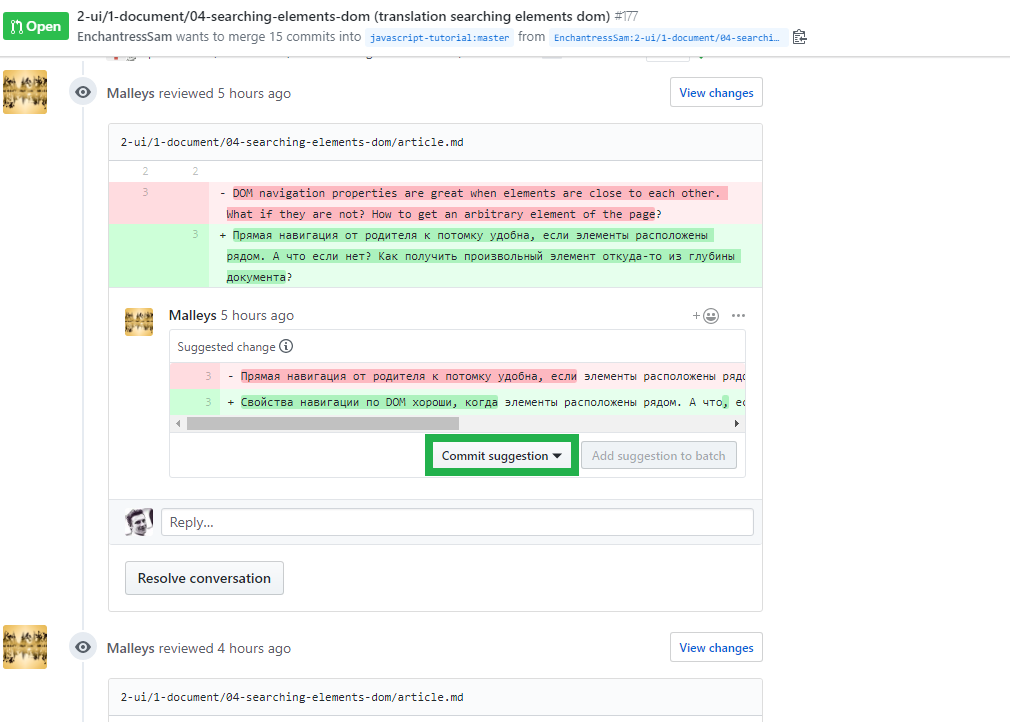 Open
2-ui/1-document/04-searching-elements-dom (translation searching elements dom) #177
EnchantressSam wants to merge 15 commits into javascript-tutorial:master from EnchantressSam:2-ui/1-document/04-searchi…
Malleys reviewed 5 hours ago
View changes
2-ui/1-document/04-searching-elements-dom/article.md
2 2
3 - DOM navigation properties are great when elements are close to each other.
What if they are not? How to get an arbitrary element of the page?
3 + Прямая навигация от родителя к потомку удобна, если элементы расположены
рядом. А что если нет? Как получить произвольный элемент откуда-то из глубины
документа?
Malleys 5 hours ago
Suggested change
3 - Прямая навигация от родителя к потомку удобна, если элементы расположены рядо
3 + Свойства навигации по DOM хороши, когда элементы расположены рядом. А что, ес
Commit suggestion
Add suggestion to batch
Reply...
Resolve conversation
Malleys reviewed 4 hours ago
View changes
2-ui/1-document/04-searching-elements-dom/article.md